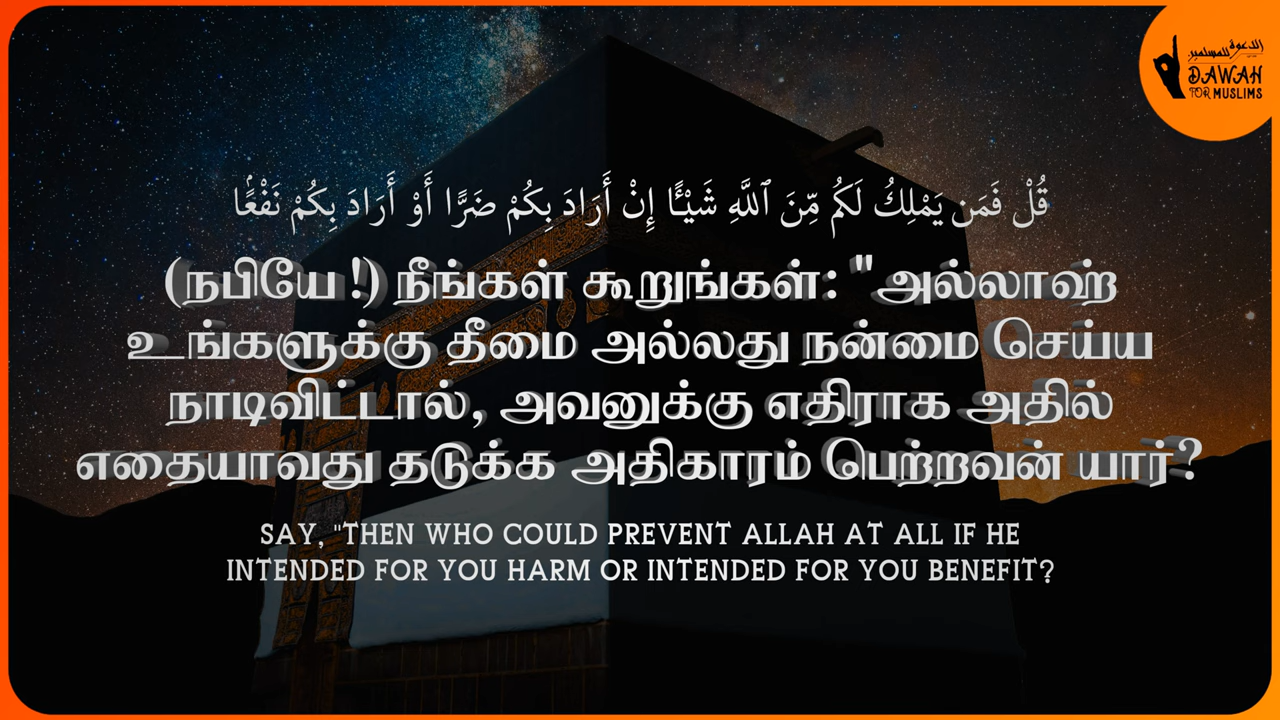 الدعوة للمسلمين
DAWAH
FOR MUSLIMS
قُلْ فَمَن يَمْلِكُ لَكُم مِّنَ ٱللَّهِ شَيْـًٔا إِنْ أَرَادَ بِكُمْ ضَرًّا أَوْ أَرَادَ بِكُمْ نَفْعًۢا
(நபியே!) நீங்கள் கூறுங்கள்: "அல்லாஹ்
உங்களுக்கு தீமை அல்லது நன்மை செய்ய
நாடிவிட்டால், அவனுக்கு எதிராக அதில்
எதையாவது தடுக்க அதிகாரம் பெற்றவன் யார்?
SAY, "THEN WHO COULD PREVENT ALLAH AT ALL IF HE
INTENDED FOR YOU HARM OR INTENDED FOR YOU BENEFIT?